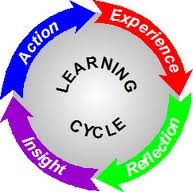 Action
Experience
LEARNING
CYCLE
Insight
Reflection